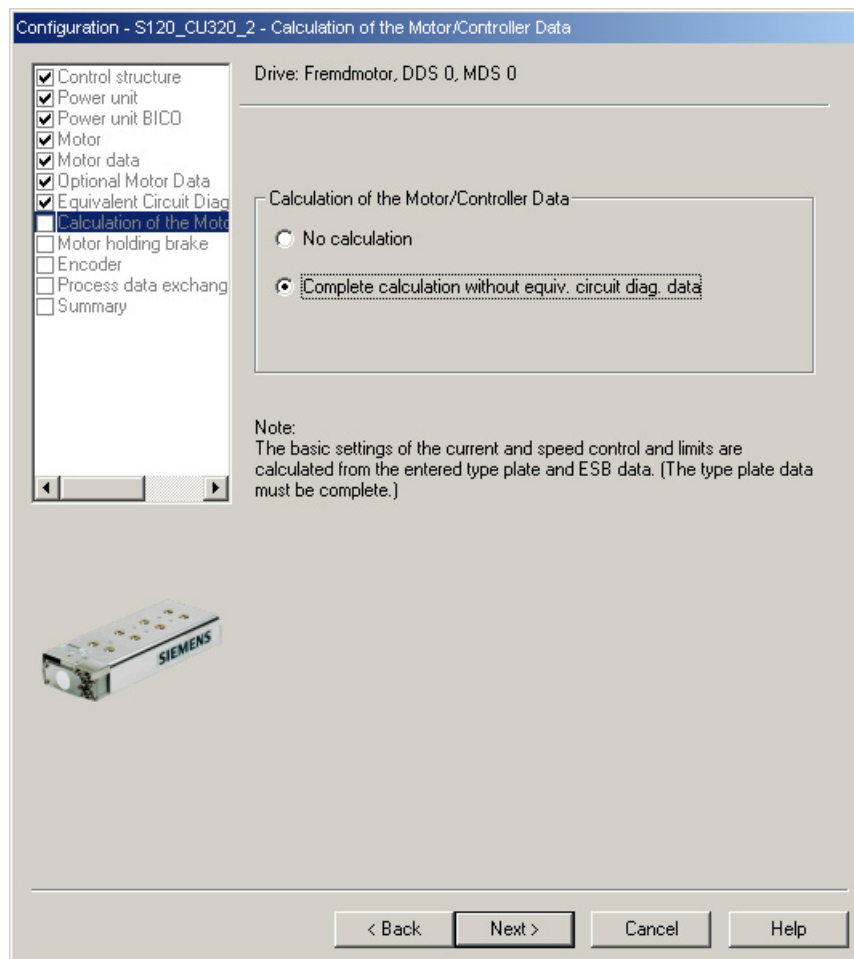 Configuration - S120_CU320_2 - Calculation of the Motor/Controller Data
Control structure
Power unit
Power unit BICO
Motor
Motor data
Optional Motor Data
Equivalent Circuit Diag
Calculation of the Moto
Motor holding brake
Encoder
Process data exchang
Summary
Drive: Fremdmotor, DDS 0, MDS 0
Calculation of the Motor/Controller Data
No calculation
Complete calculation without equiv. circuit diag. data
Note:
The basic settings of the current and speed control and limits are
calculated from the entered type plate and ESB data. (The type plate data
must be complete.)
SIEMENS
< Back
Next >
Cancel
Help